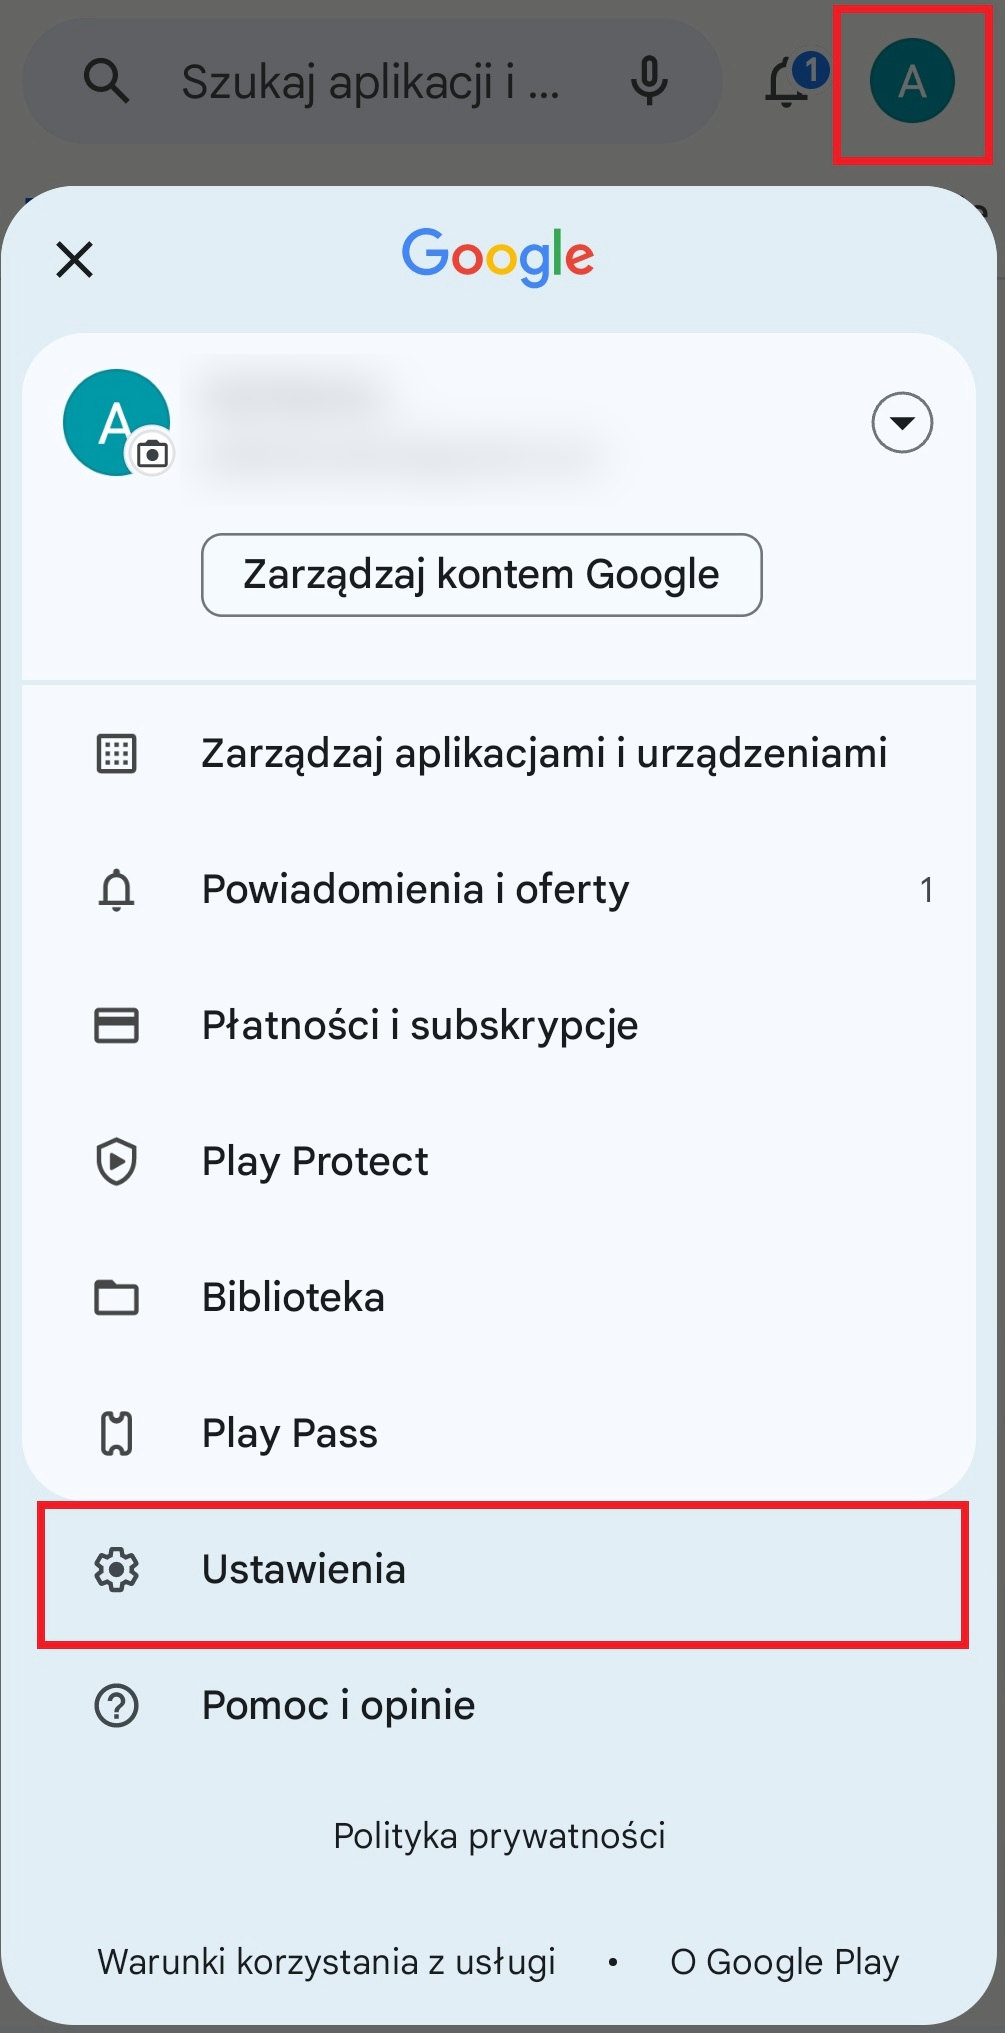 Szukaj aplikacji i ...
1
A
Google
A
Zarządzaj kontem Google
Zarządzaj aplikacjami i urządzeniami
Powiadomienia i oferty 1
Płatności i subskrypcje
Play Protect
Biblioteka
Play Pass
Ustawienia
Pomoc i opinie
Polityka prywatności
Warunki korzystania z usługi • O Google Play